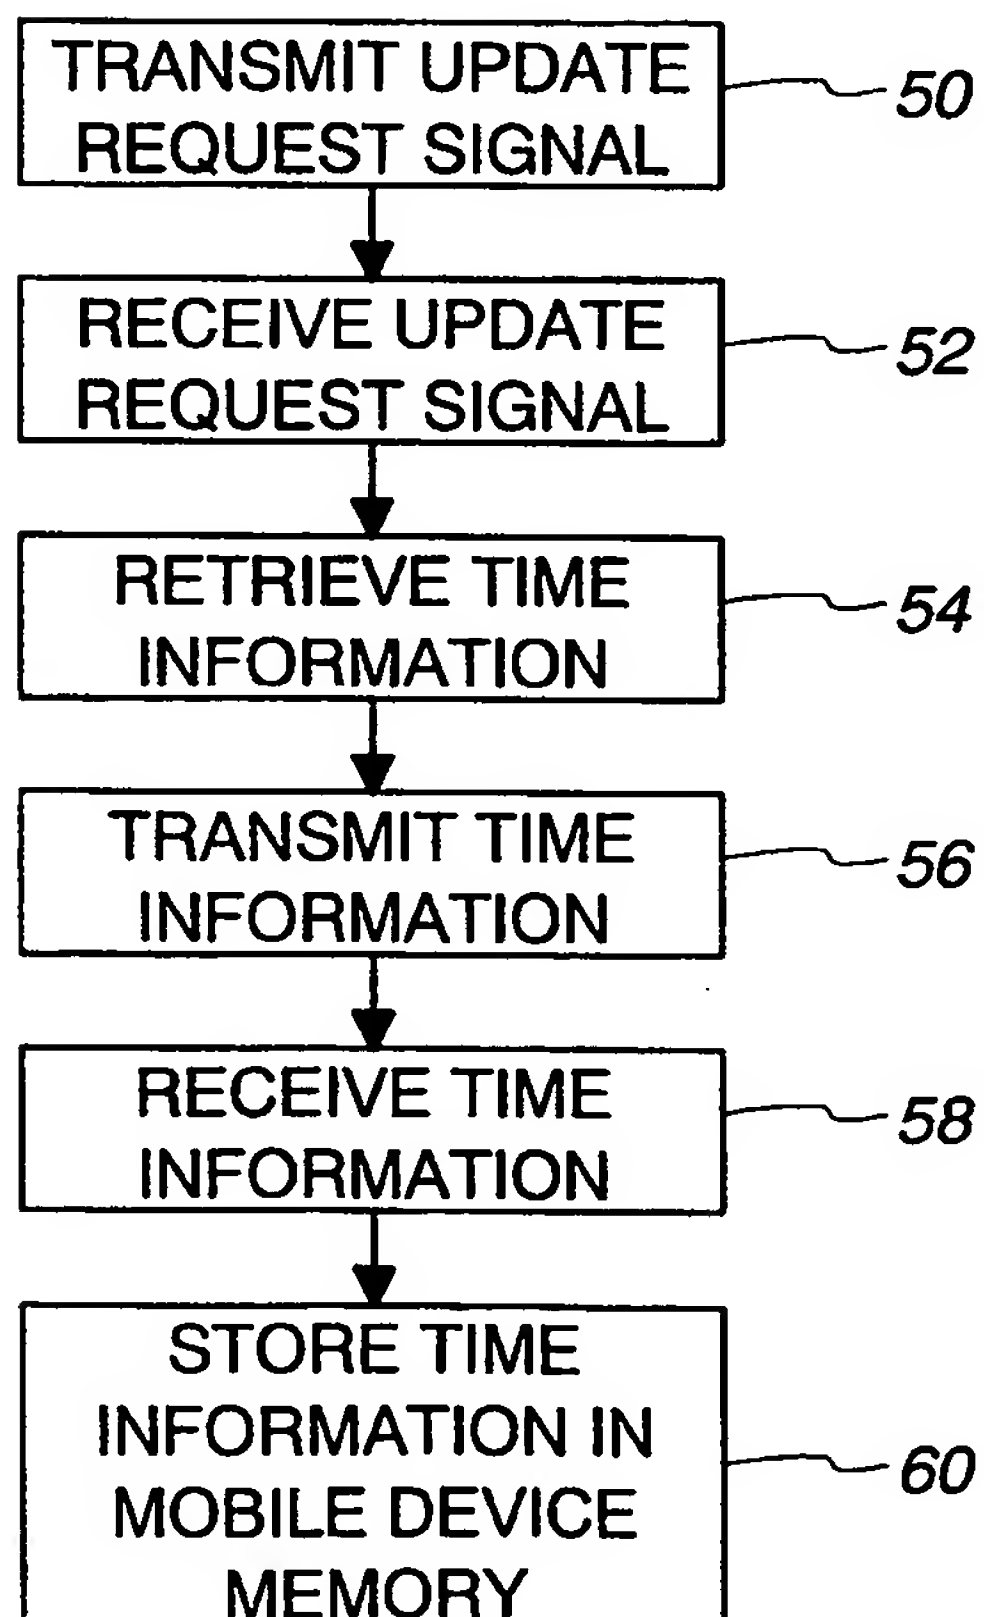 TRANSMIT UPDATE
REQUEST SIGNAL
50
RECEIVE UPDATE
REQUEST SIGNAL
52
RETRIEVE TIME
INFORMATION
54
TRANSMIT TIME
INFORMATION
56
RECEIVE TIME
INFORMATION
58
STORE TIME
INFORMATION IN
MOBILE DEVICE
MEMORY
60